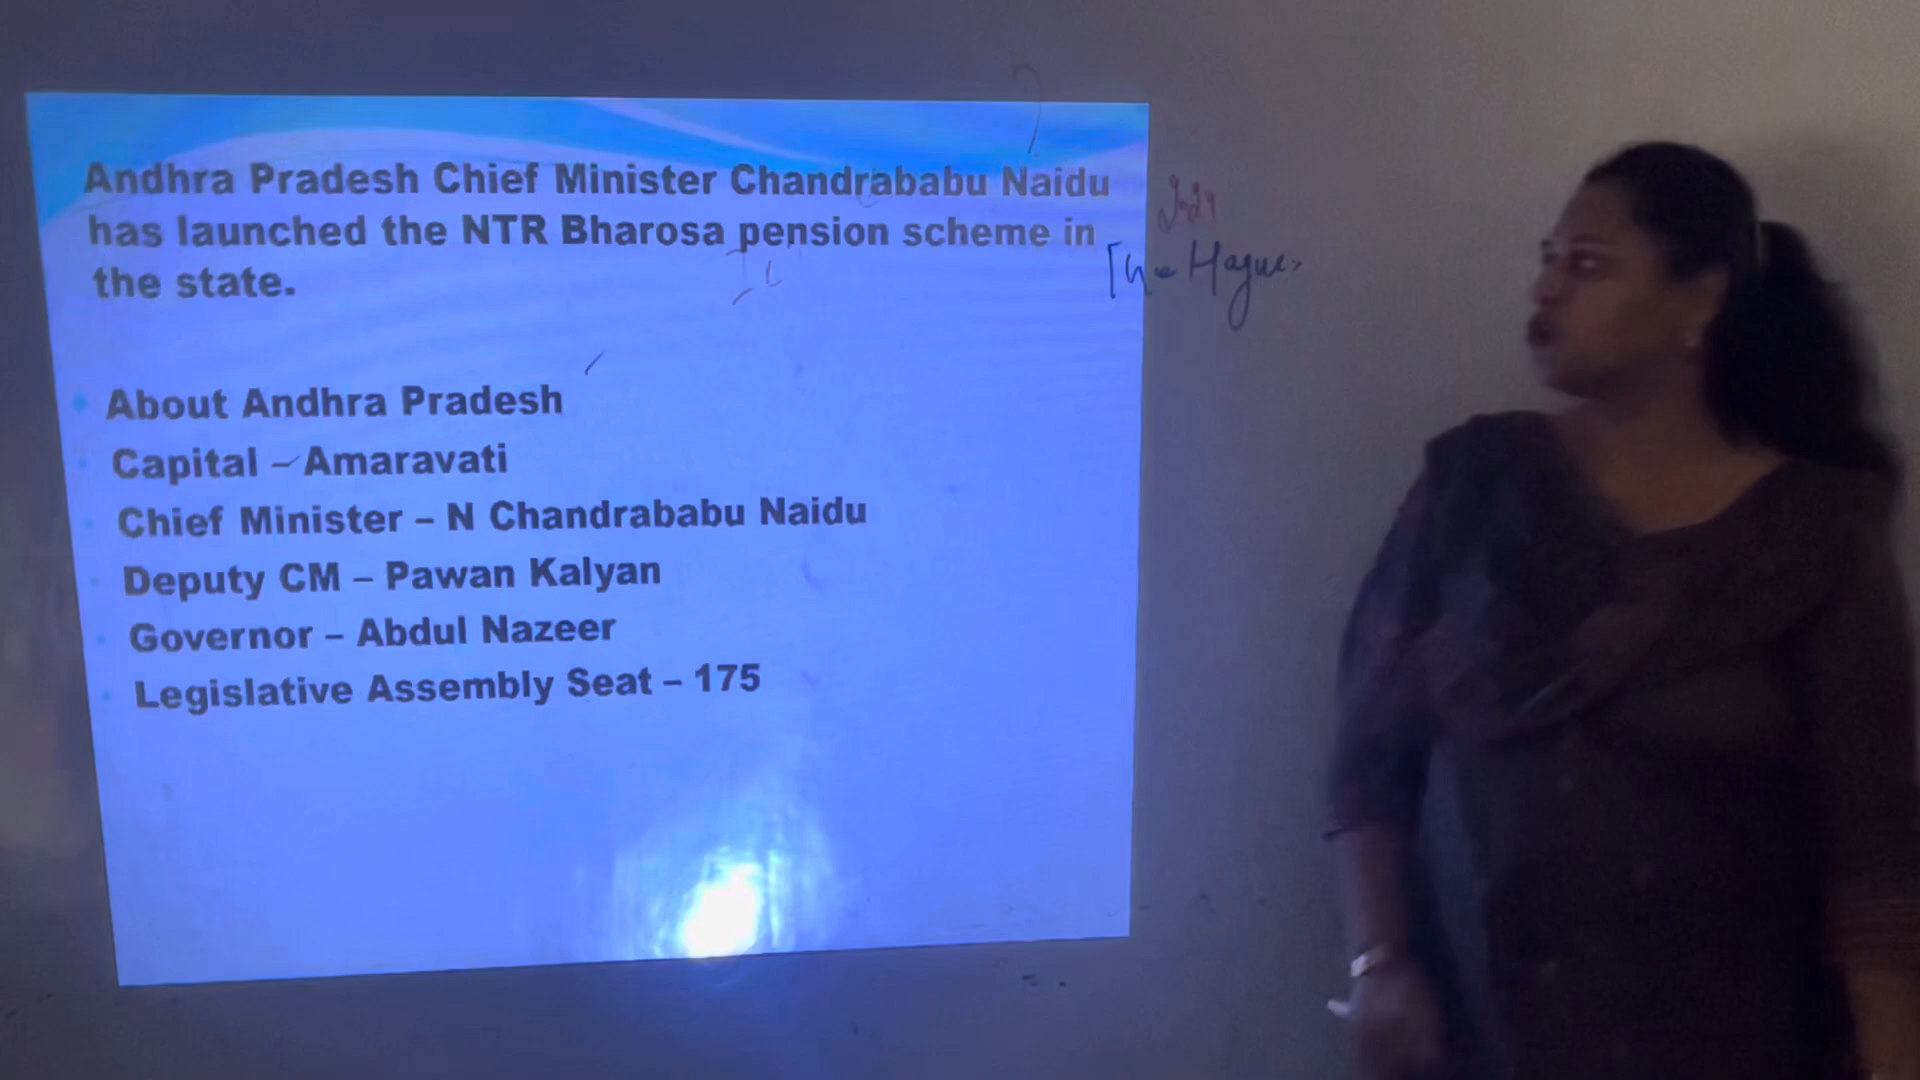 Andhra Pradesh Chief Minister Chandrababu Naidu
has launched the NTR Bharosa pension scheme in
the state.
About Andhra Pradesh
Capital – Amaravati
Chief Minister – N Chandrababu Naidu
Deputy CM – Pawan Kalyan
Governor – Abdul Nazeer
Legislative Assembly Seat – 175
2024
The Hague